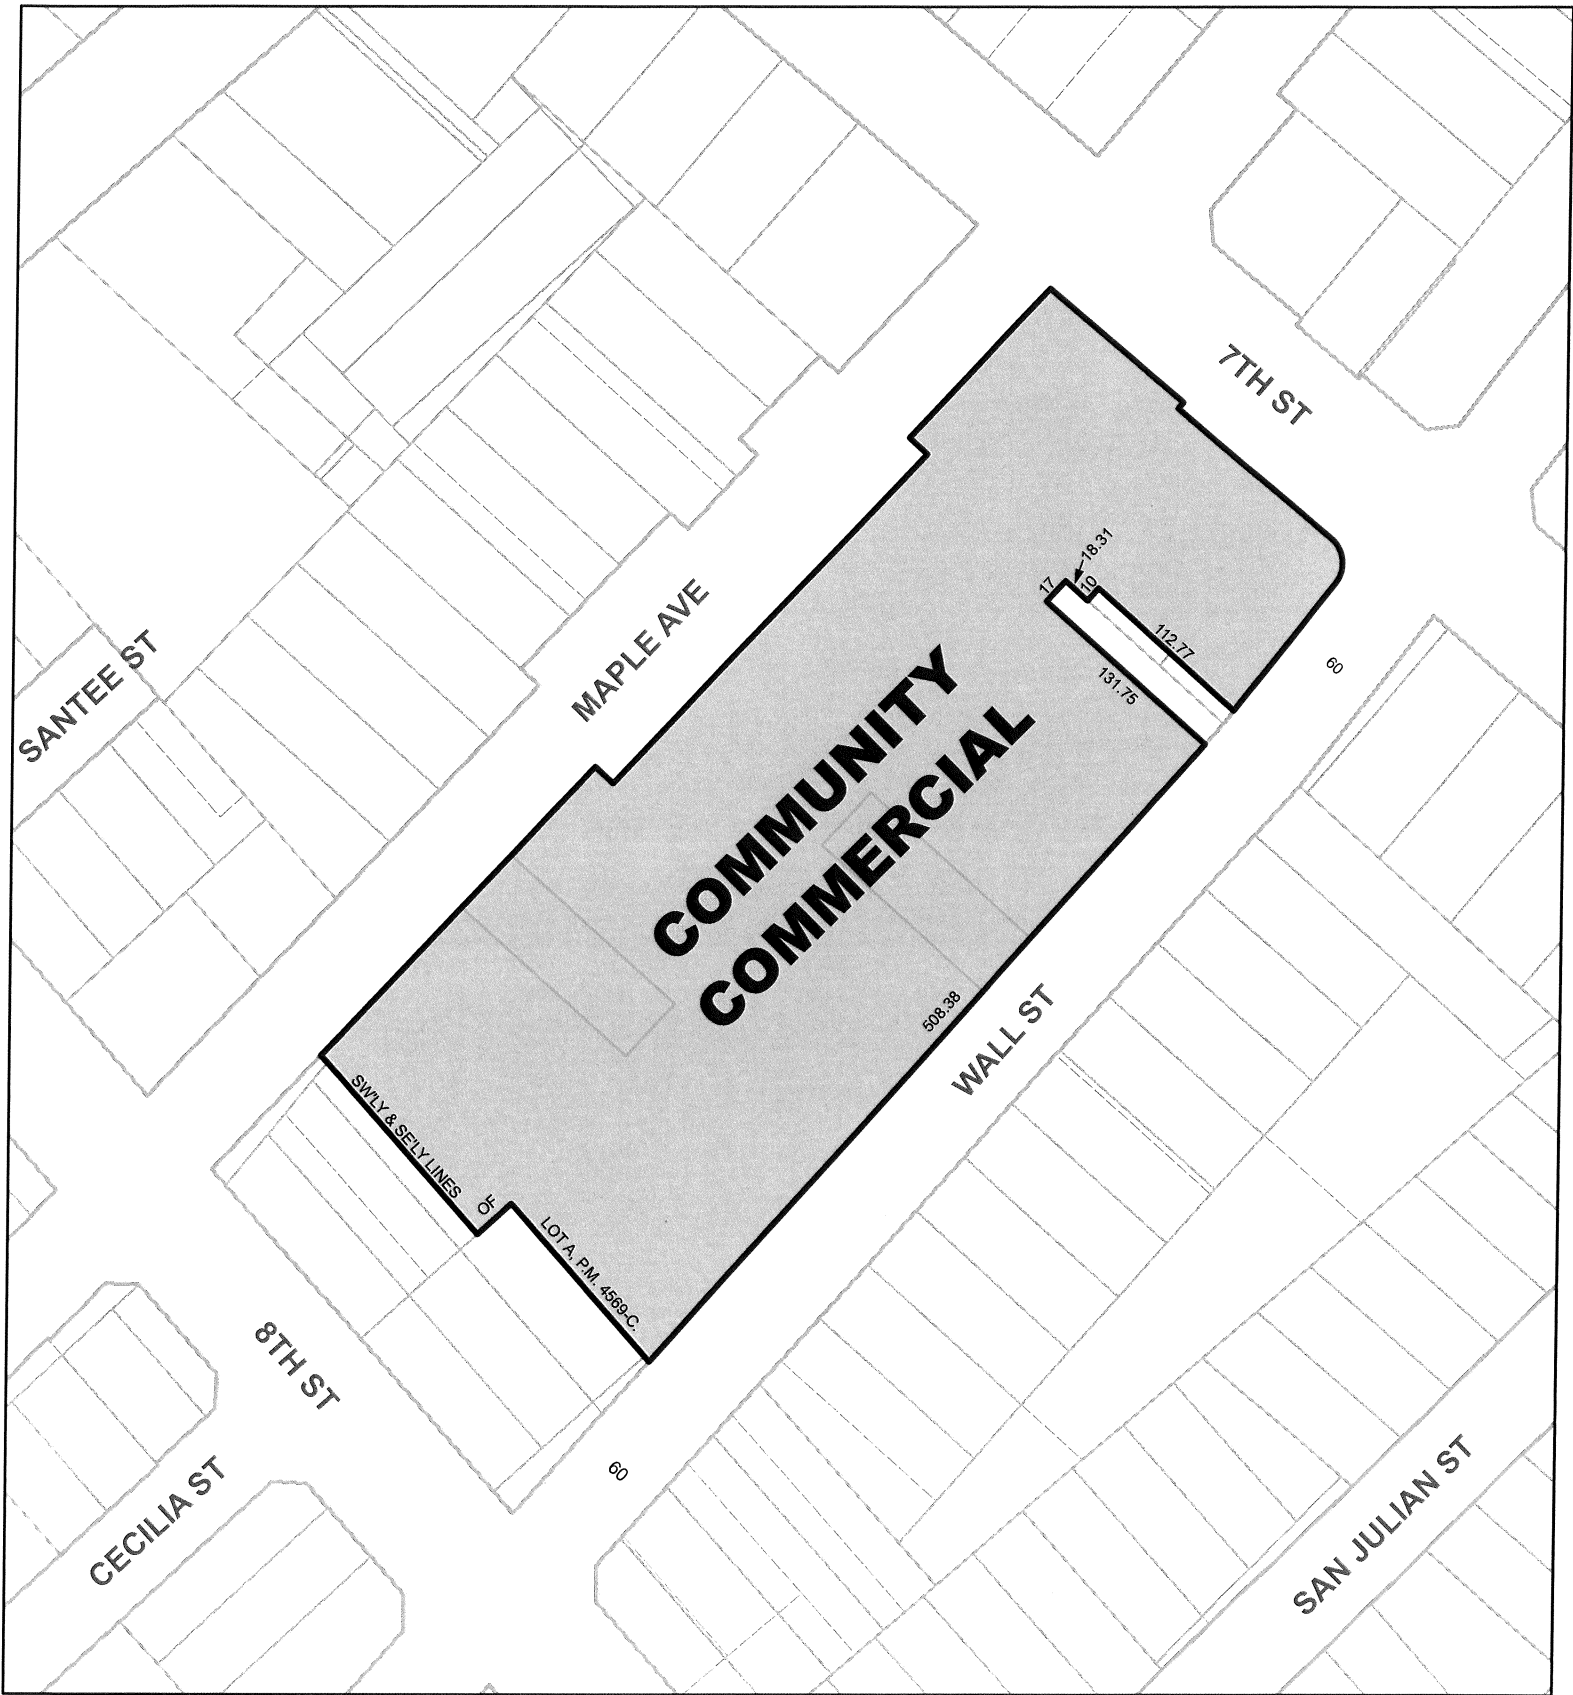 7TH ST
18.31
17
10
112.77
131.75
60
SANTEE ST
MAPLE AVE
COMMUNITY
COMMERCIAL
508.38
WALL ST
SW'LY & SE'LY LINES
OF
LOT A, P.M. 4569-C.
8TH ST
60
CECILIA ST
SAN JULIAN ST